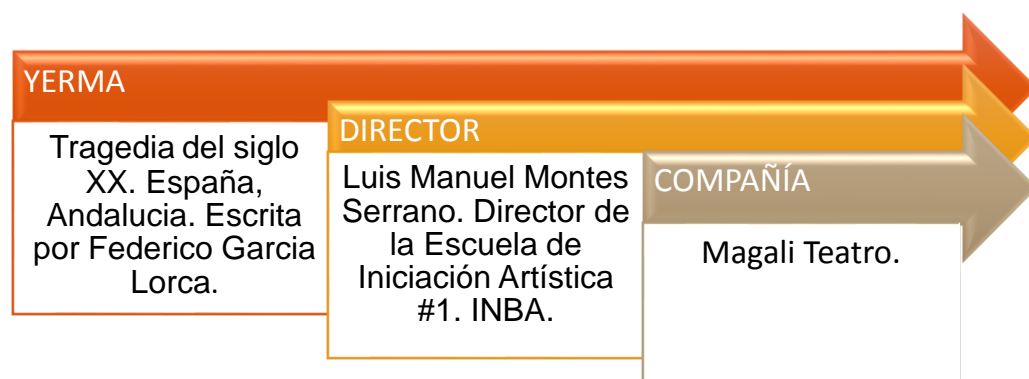 YERMA
Tragedia del siglo
XX. España,
Andalucia. Escrita
por Federico Garcia
Lorca.
DIRECTOR
Luis Manuel Montes
Serrano. Director de
la Escuela de
Iniciación Artística
#1. INBA.
COMPAÑÍA
Magali Teatro.